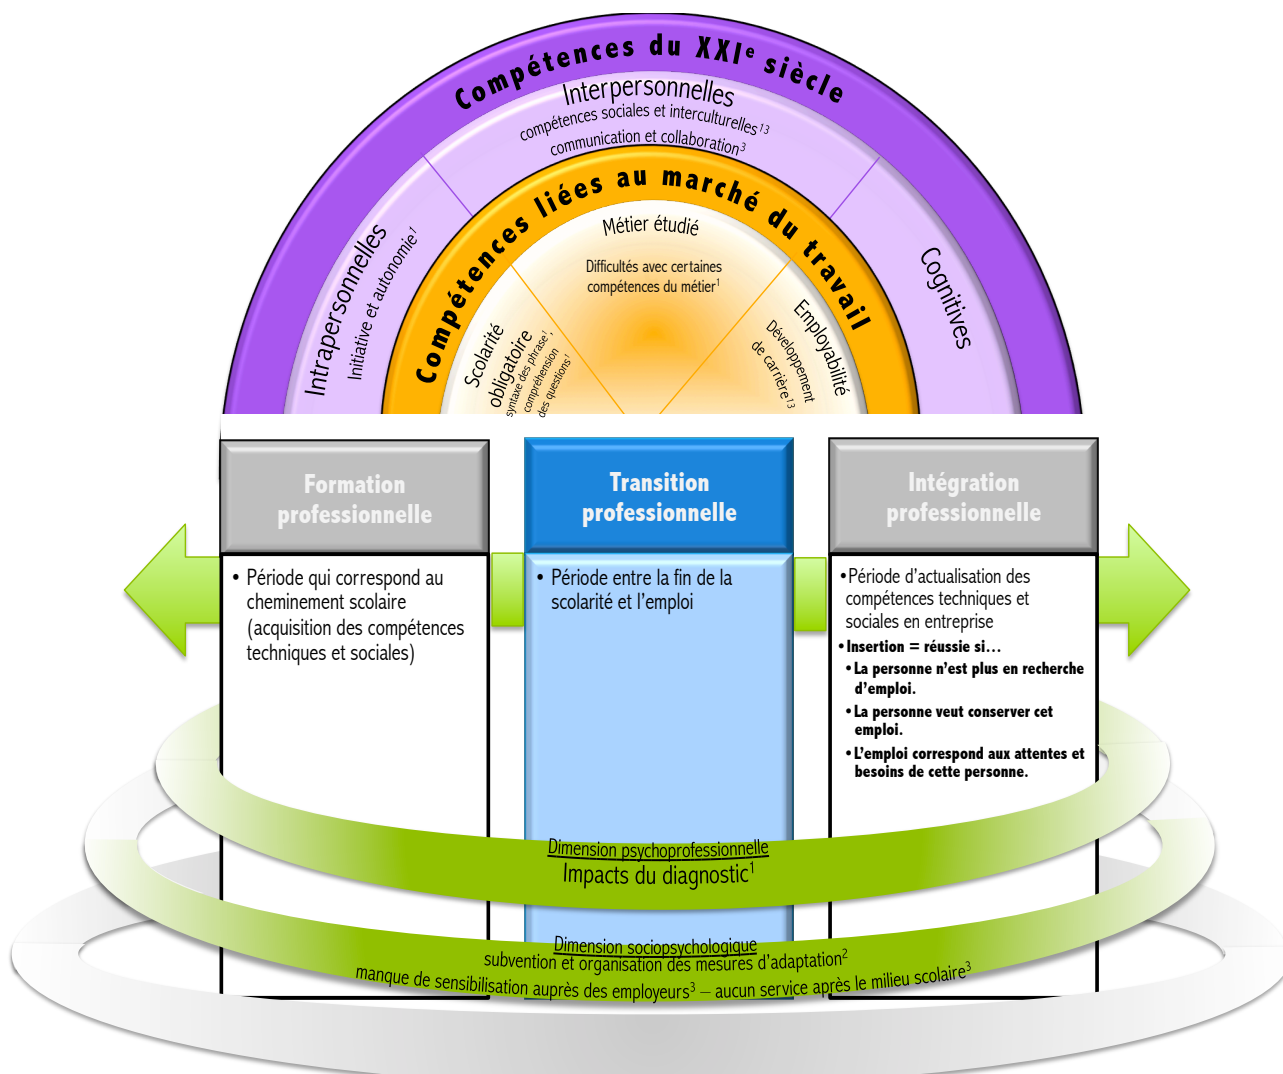 Compétences du XXIᵉ siècle
Interpersonnelles
compétences sociales et interculturelles¹³
communication et collaboration³
Intrapersonnelles
Initiative et autonomie¹
Cognitives
Compétences liées au marché du travail
Métier étudié
Difficultés avec certaines
compétences du métier¹
Scolarité
obligatoire
syntaxe des phrase¹,
compréhension
des questions¹
Employabilité
Développement
de carrière¹³
Formation
professionnelle
• Période qui correspond au
cheminement scolaire
(acquisition des compétences
techniques et sociales)
Transition
professionnelle
• Période entre la fin de la
scolarité et l’emploi
Intégration
professionnelle
• Période d’actualisation des
compétences techniques et
sociales en entreprise
• Insertion = réussie si…
• La personne n’est plus en recherche
d’emploi.
• La personne veut conserver cet
emploi.
• L’emploi correspond aux attentes et
besoins de cette personne.
Dimension psychoprofessionnelle
Impacts du diagnostic¹
Dimension sociopsychologique
subvention et organisation des mesures d’adaptation²
manque de sensibilisation auprès des employeurs³ – aucun service après le milieu scolaire³